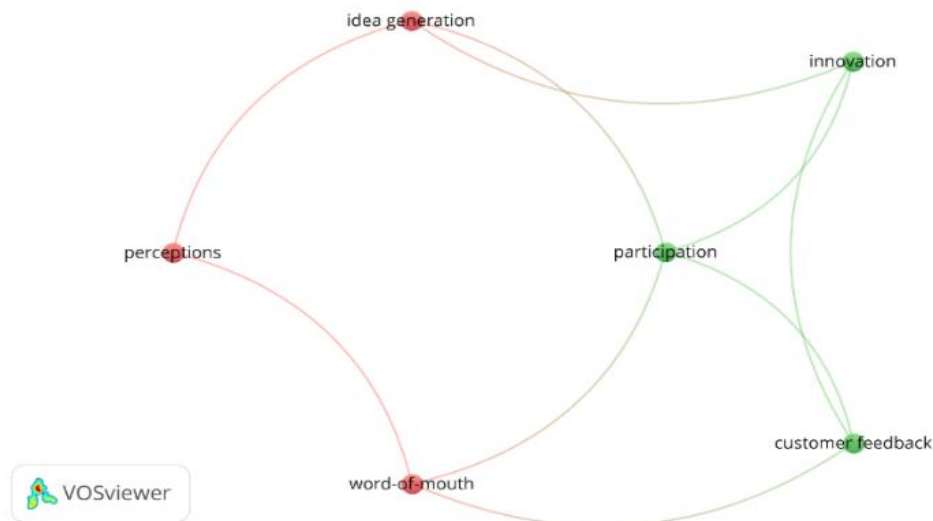 idea generation
innovation
perceptions
participation
customer feedback
word-of-mouth
VOSviewer